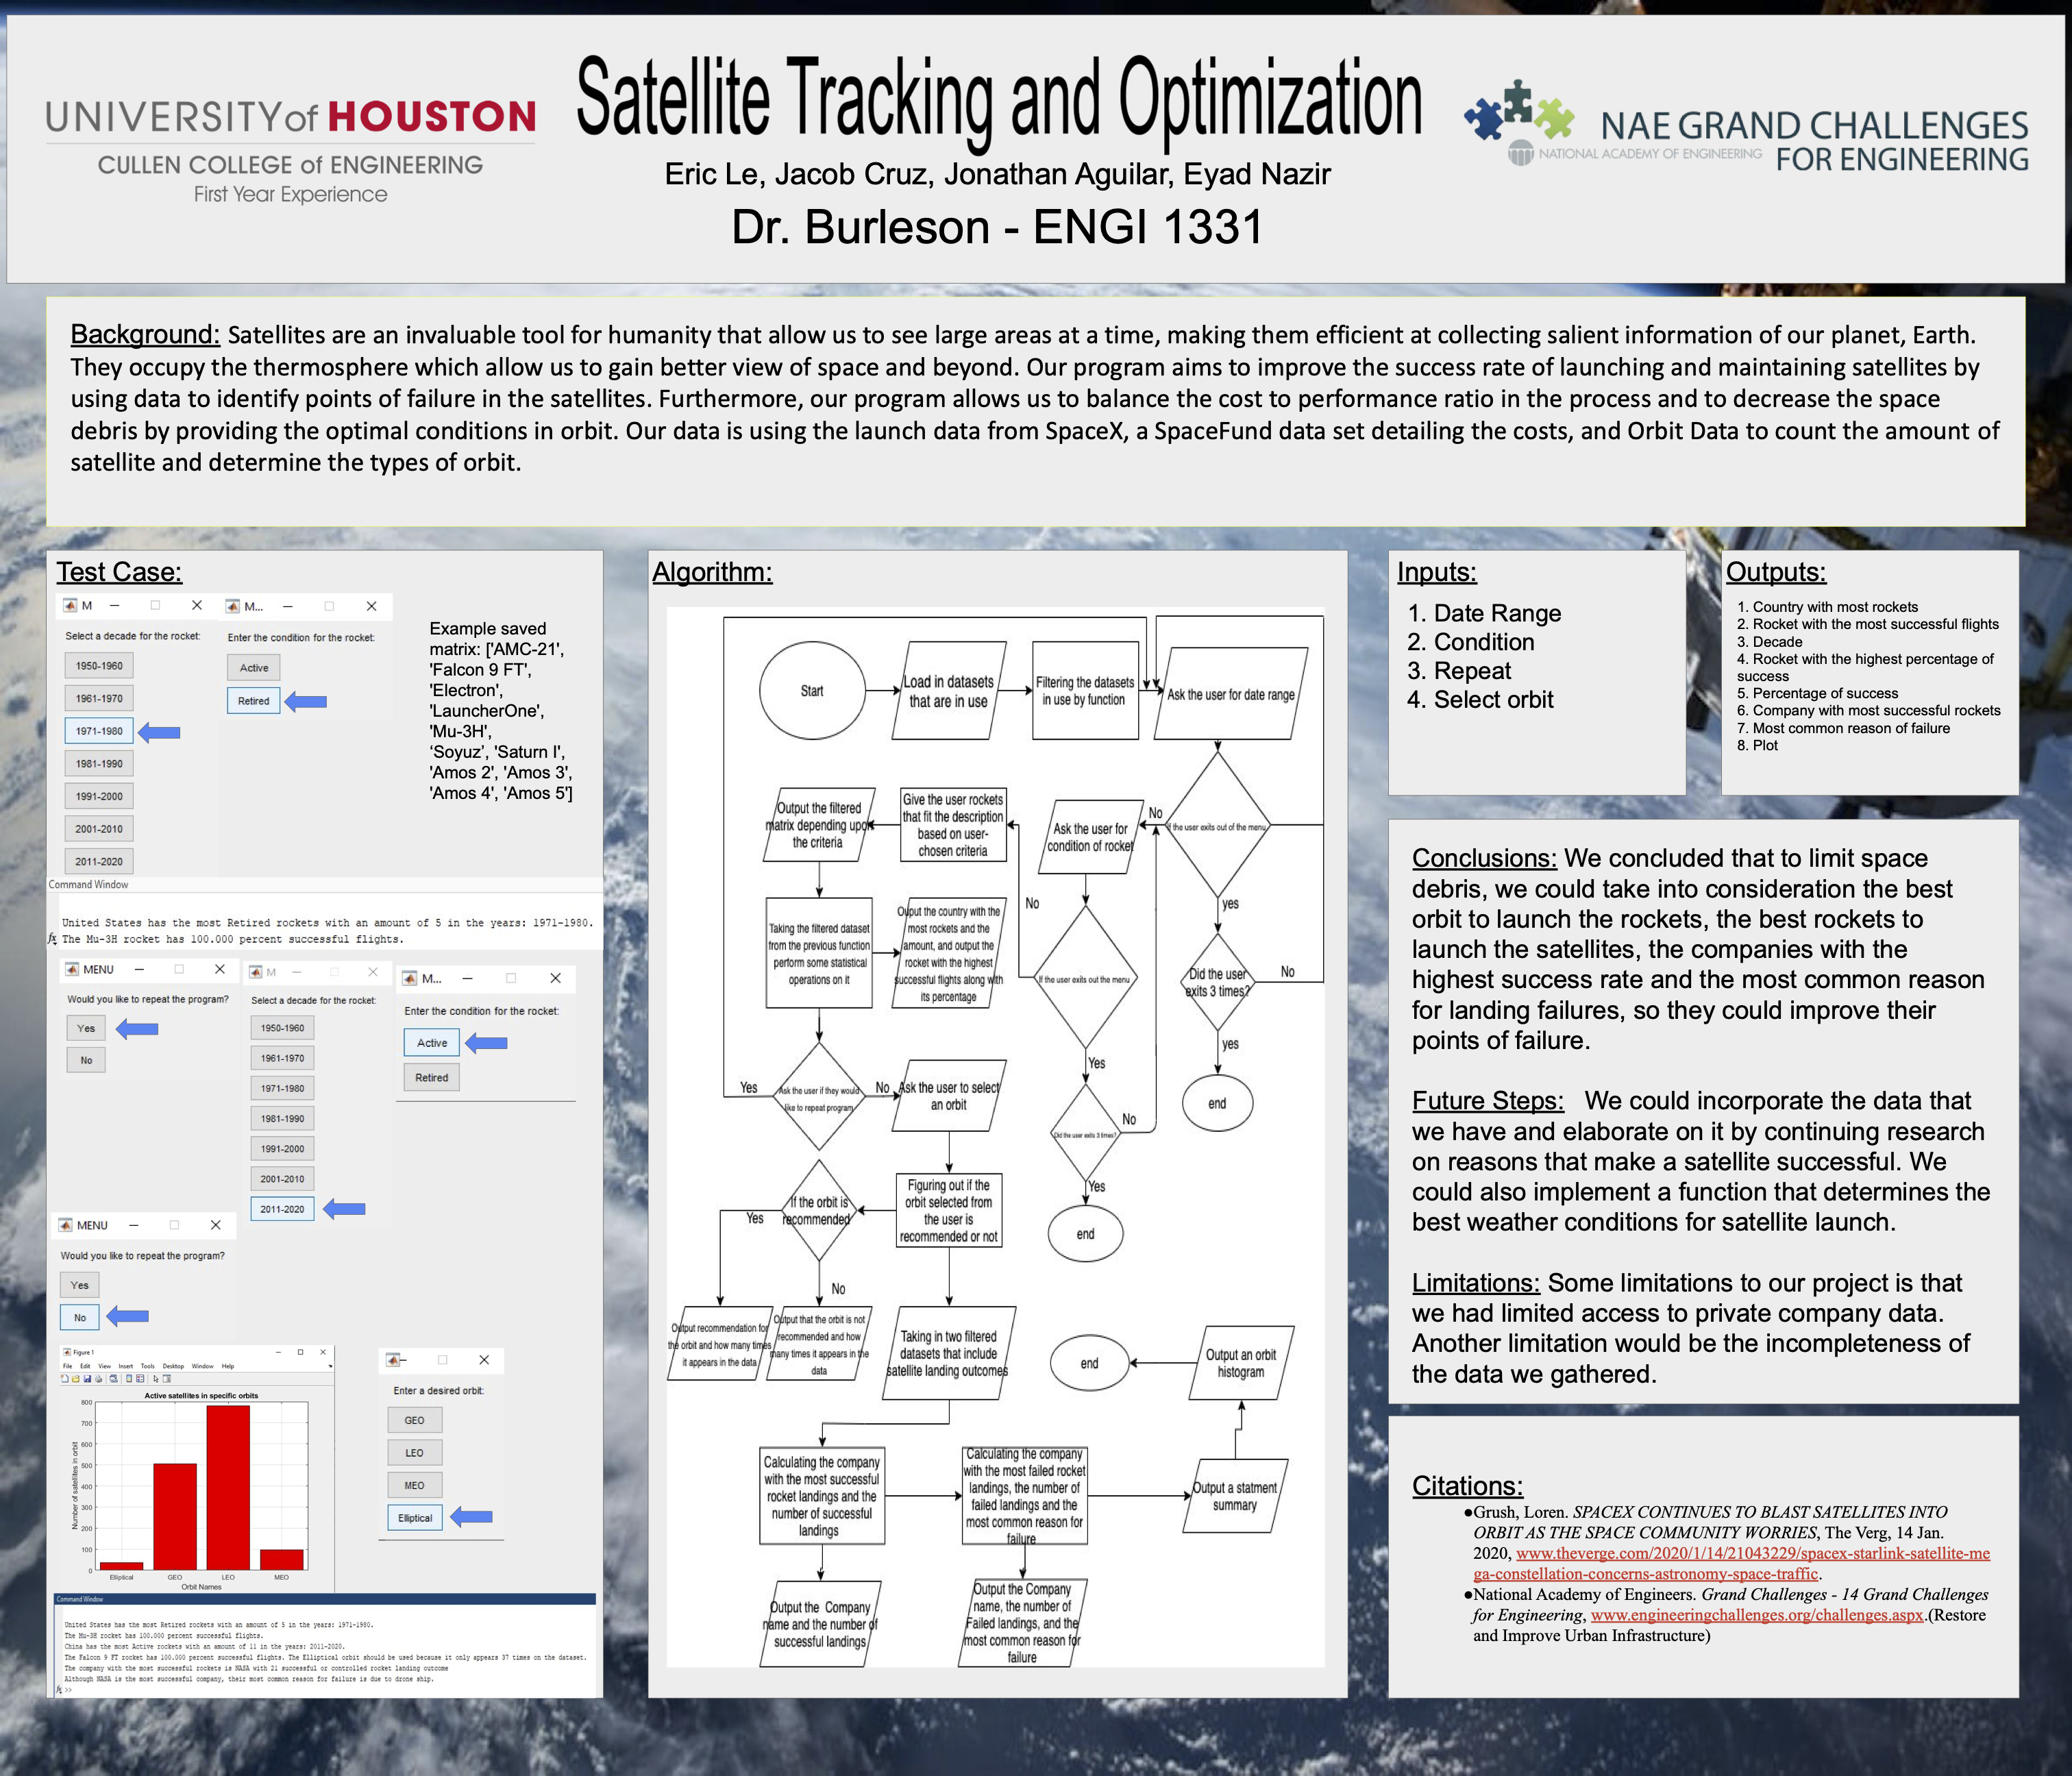 UNIVERSITY of HOUSTON
CULLEN COLLEGE of ENGINEERING
First Year Experience
Satellite Tracking and Optimization
Eric Le, Jacob Cruz, Jonathan Aguilar, Eyad Nazir
Dr. Burleson - ENGI 1331
NAE GRAND CHALLENGES
NATIONAL ACADEMY OF ENGINEERING
FOR ENGINEERING
Background: Satellites are an invaluable tool for humanity that allow us to see large areas at a time, making them efficient at collecting salient information of our planet, Earth.
They occupy the thermosphere which allow us to gain better view of space and beyond. Our program aims to improve the success rate of launching and maintaining satellites by
using data to identify points of failure in the satellites. Furthermore, our program allows us to balance the cost to performance ratio in the process and to decrease the space
debris by providing the optimal conditions in orbit. Our data is using the launch data from SpaceX, a SpaceFund data set detailing the costs, and Orbit Data to count the amount of
satellite and determine the types of orbit.
Test Case:
M
Select a decade for the rocket:
1950-1960
1961-1970
1971-1980
1981-1990
1991-2000
2001-2010
2011-2020
M...
Enter the condition for the rocket:
Active
Retired
Example saved
matrix: ['AMC-21',
'Falcon 9 FT',
'Electron',
'LauncherOne',
'Mu-3H',
‘Soyuz’, 'Saturn I',
'Amos 2', 'Amos 3',
'Amos 4', 'Amos 5']
Command Window
United States has the most Retired rockets with an amount of 5 in the years: 1971-1980.
fx The Mu-3H rocket has 100.000 percent successful flights.
MENU
Would you like to repeat the program?
Yes
No
M
Select a decade for the rocket:
1950-1960
1961-1970
1971-1980
1981-1990
1991-2000
2001-2010
2011-2020
M...
Enter the condition for the rocket:
Active
Retired
MENU
Would you like to repeat the program?
Yes
No
Figure 1
File Edit View Insert Tools Desktop Window Help
Active satellites in specific orbits
Number of satellites in orbit
800
700
600
500
400
300
200
100
0
Elliptical GEO LEO MEO
Orbit Names
Enter a desired orbit:
GEO
LEO
MEO
Elliptical
Command Window
United States has the most Retired rockets with an amount of 5 in the years: 1971-1980.
The Mu-3H rocket has 100.000 percent successful flights.
China has the most Active rockets with an amount of 11 in the years: 2011-2020.
The Falcon 9 FT rocket has 100.000 percent successful flights. The Elliptical orbit should be used because it only appears 37 times on the dataset.
The company with the most successful rockets is NASA with 21 successful or controlled rocket landing outcome
Although NASA is the most successful company, their most common reason for failure is due to drone ship.
fx >>
Algorithm:
Start
Load in datasets
that are in use
Filtering the datasets
in use by function
Ask the user for date range
Output the filtered
matrix depending upon
the criteria
Give the user rockets
that fit the description
based on user-
chosen criteria
Ask the user for
condition of rocket
No
If the user exits out of the menu
yes
Taking the filtered dataset
from the previous function
perform some statistical
operations on it
Ouput the country with the
most rockets and the
amount, and output the
rocket with the highest
successful flights along with
its percentage
No
If the user exits out the menu
Did the user
exits 3 times?
No
yes
end
Yes
Ask the user if they would
like to repeat program
No
Ask the user to select
an orbit
Yes
Did the user exits 3 times?
No
Yes
end
If the orbit is
recommended
Yes
No
Figuring out if the
orbit selected from
the user is
recommended or not
Output recommendation for
the orbit and how many times
it appears in the data
Output that the orbit is not
recommended and how
many times it appears in the
data
Taking in two filtered
datasets that include
satellite landing outcomes
end
Output an orbit
histogram
Calculating the company
with the most successful
rocket landings and the
number of successful
landings
Calculating the company
with the most failed rocket
landings, the number of
failed landings and the
most common reason for
failure
Output a statment
summary
Output the Company
name and the number of
successful landings
Output the Company
name, the number of
Failed landings, and the
most common reason for
failure
Inputs:
1. Date Range
2. Condition
3. Repeat
4. Select orbit
Outputs:
1. Country with most rockets
2. Rocket with the most successful flights
3. Decade
4. Rocket with the highest percentage of
success
5. Percentage of success
6. Company with most successful rockets
7. Most common reason of failure
8. Plot
Conclusions: We concluded that to limit space
debris, we could take into consideration the best
orbit to launch the rockets, the best rockets to
launch the satellites, the companies with the
highest success rate and the most common reason
for landing failures, so they could improve their
points of failure.
Future Steps: We could incorporate the data that
we have and elaborate on it by continuing research
on reasons that make a satellite successful. We
could also implement a function that determines the
best weather conditions for satellite launch.
Limitations: Some limitations to our project is that
we had limited access to private company data.
Another limitation would be the incompleteness of
the data we gathered.
Citations:
●Grush, Loren. SPACEX CONTINUES TO BLAST SATELLITES INTO
ORBIT AS THE SPACE COMMUNITY WORRIES, The Verg, 14 Jan.
2020, www.theverge.com/2020/1/14/21043229/spacex-starlink-satellite-me
ga-constellation-concerns-astronomy-space-traffic.
●National Academy of Engineers. Grand Challenges - 14 Grand Challenges
for Engineering, www.engineeringchallenges.org/challenges.aspx.(Restore
and Improve Urban Infrastructure)